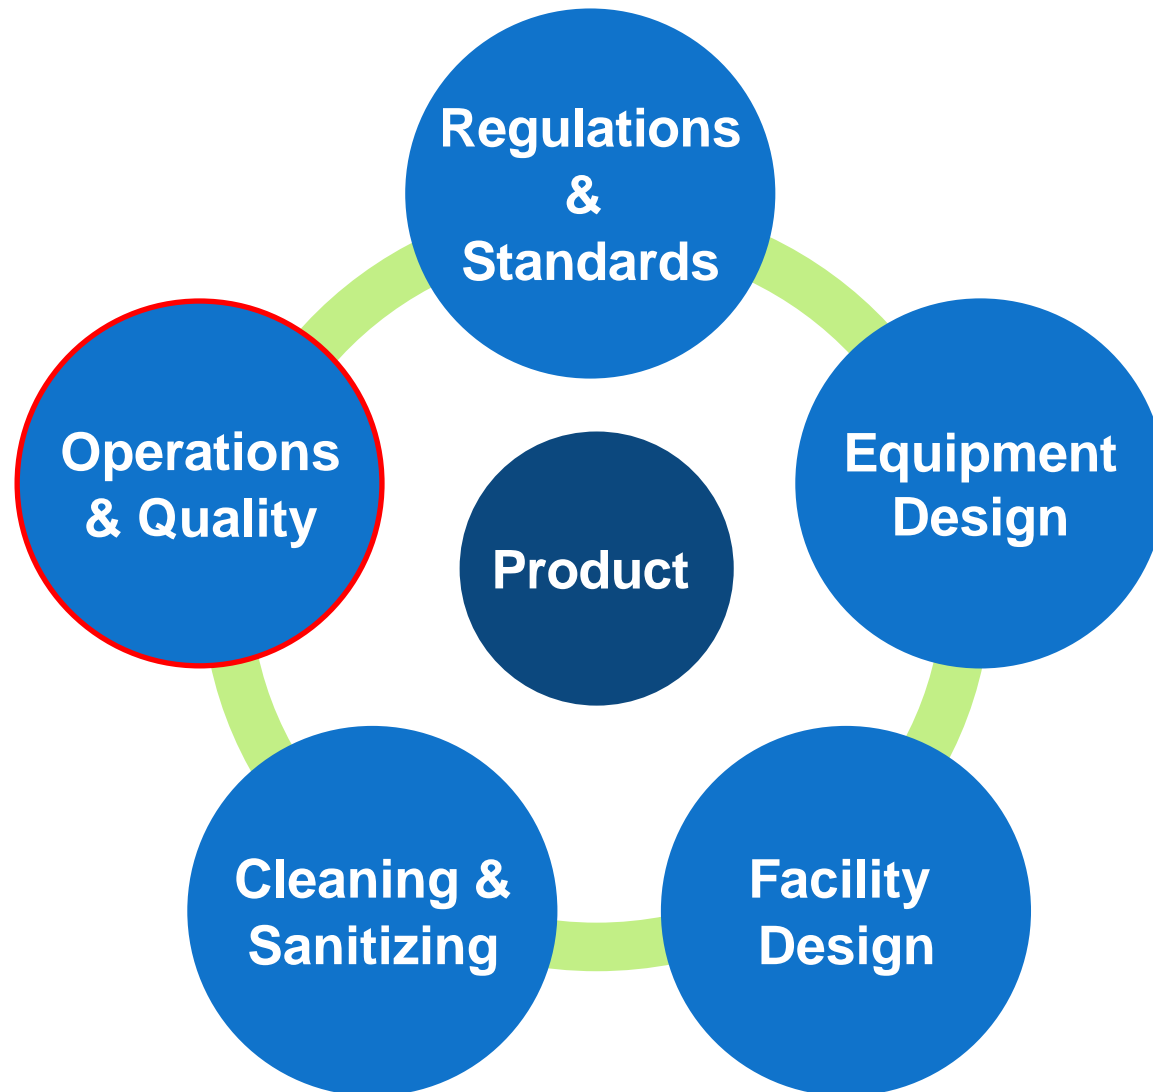 Regulations
&
Standards
Operations
& Quality
Equipment
Design
Product
Cleaning &
Sanitizing
Facility
Design